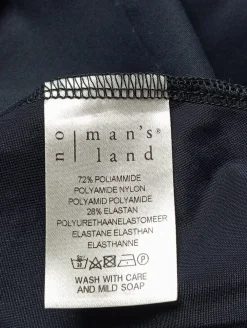 no
man's®
land
72% POLIAMMIDE
POLYAMIDE NYLON
POLYAMID POLYAMIDE
28% ELASTAN
POLYURETHAANELASTOMEER
ELASTANE ELASTHAN
ELASTHANNE
WASH WITH CARE
AND MILD SOAP